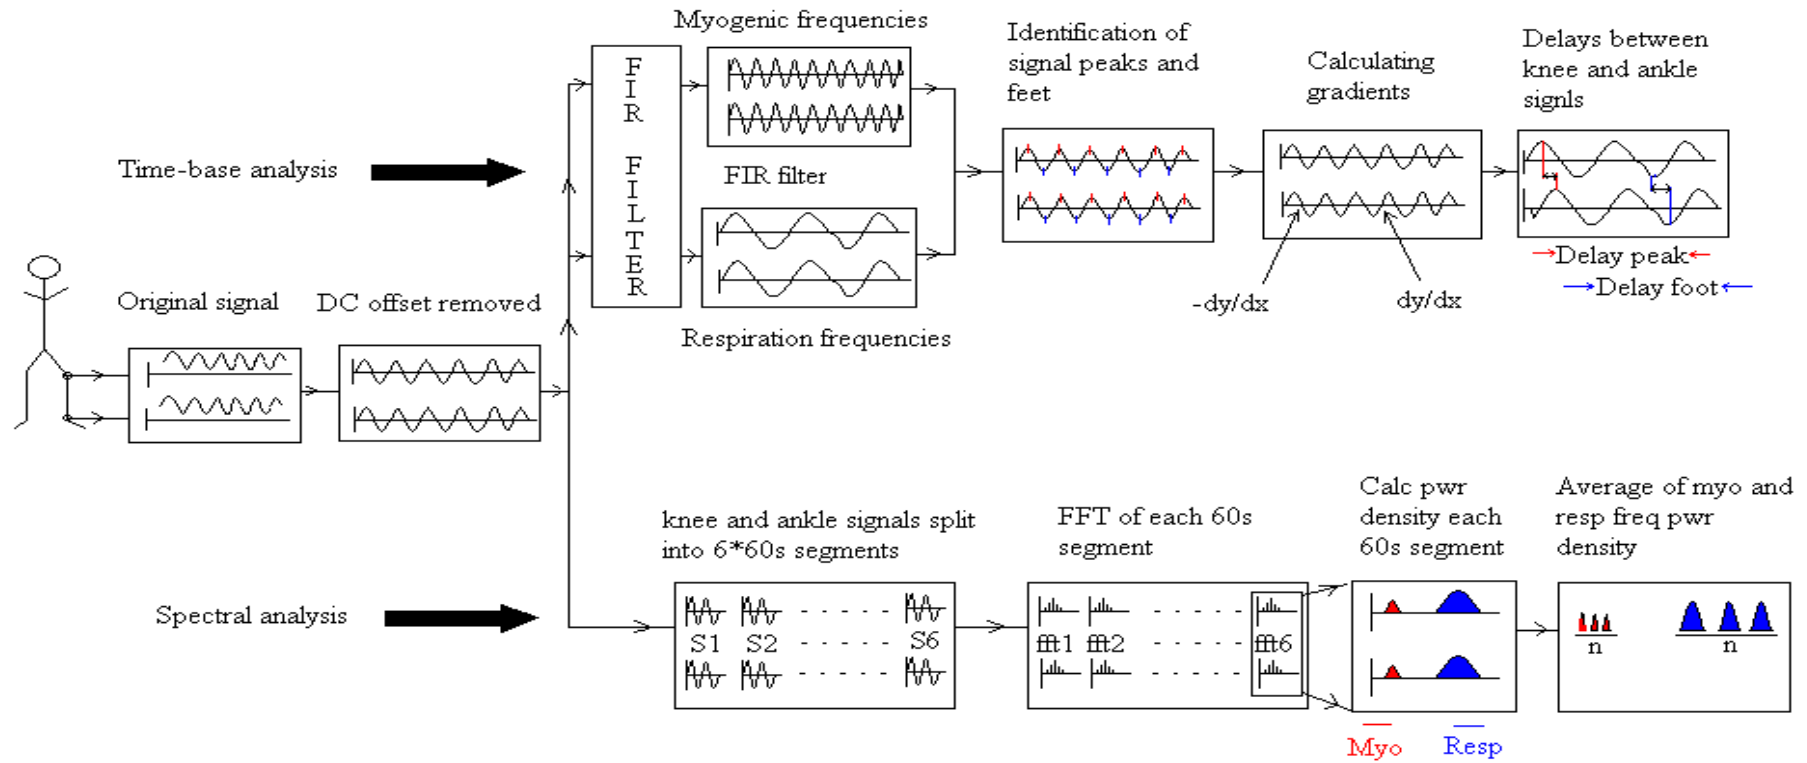 Myogenic frequencies
Identification of
signal peaks and
feet
Calculating
gradients
Delays between
knee and ankle
signls
Time-base analysis
F
I
R
F
I
L
T
E
R
FIR filter
Respiration frequencies
-dy/dx
dy/dx
Delay peak
Delay foot
Original signal
DC offset removed
Spectral analysis
knee and ankle signals split
into 6*60s segments
S1 S2 - - - - - S6
FFT of each 60s
segment
fft1 fft2 - - - - - fft6
Calc pwr
density each
60s segment
Myo Resp
Average of myo and
resp freq pwr
density
n n